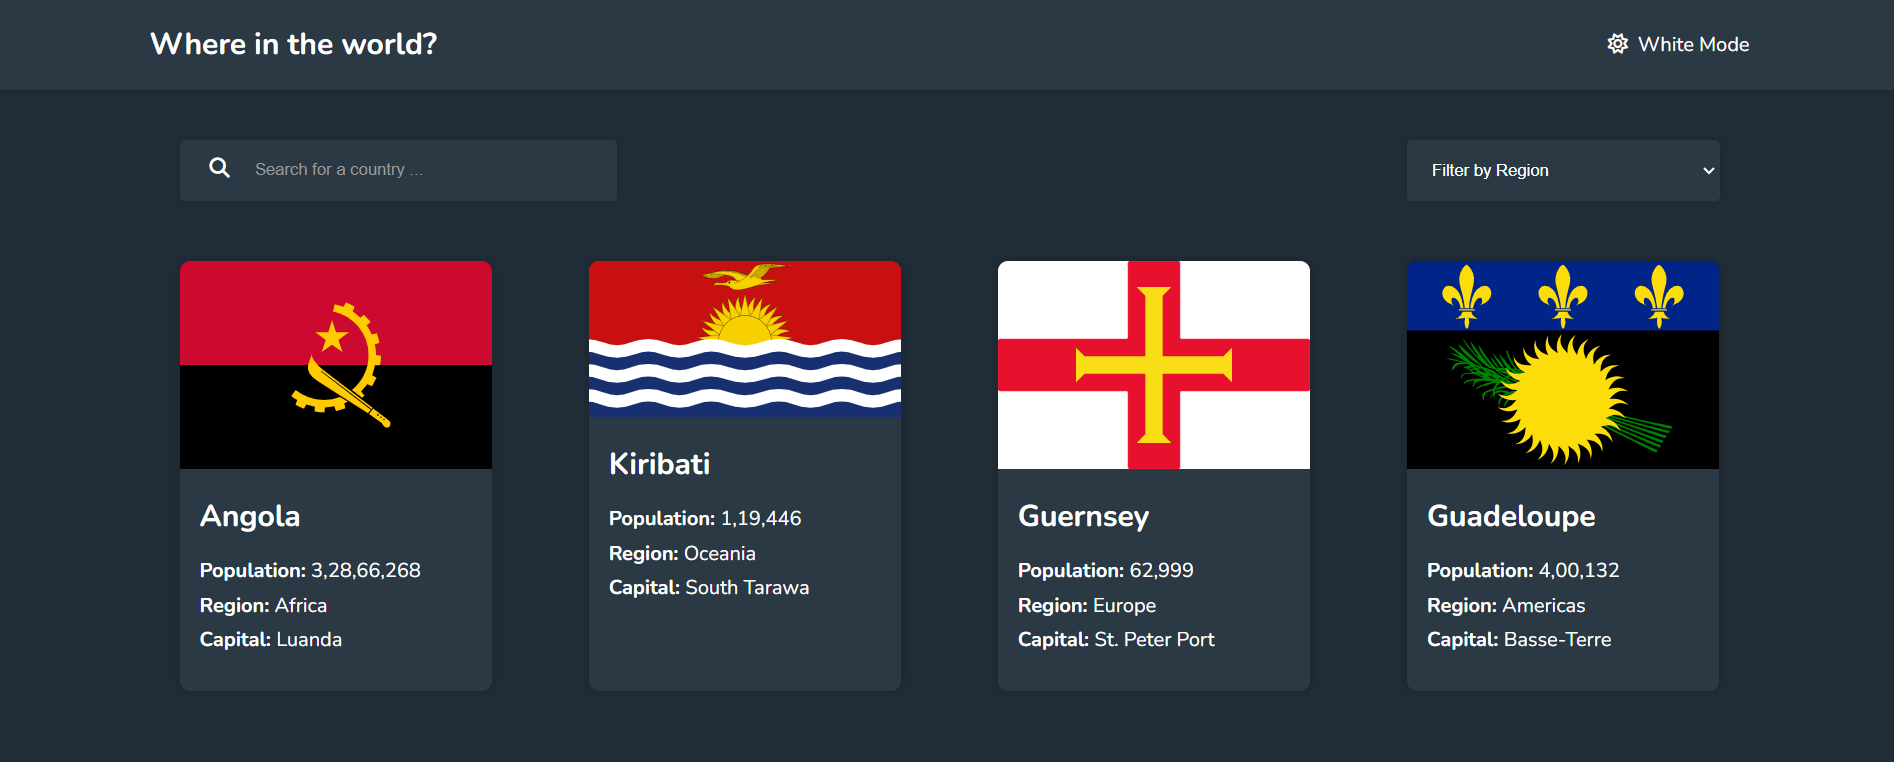 Where in the world?
White Mode
Search for a country ...
Filter by Region
Angola
Population: 3,28,66,268
Region: Africa
Capital: Luanda
Kiribati
Population: 1,19,446
Region: Oceania
Capital: South Tarawa
Guernsey
Population: 62,999
Region: Europe
Capital: St. Peter Port
Guadeloupe
Population: 4,00,132
Region: Americas
Capital: Basse-Terre